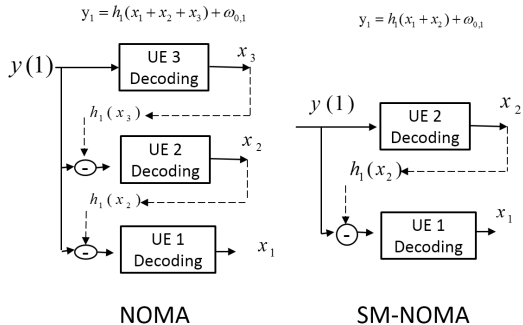 y₁ = h₁(x₁ + x₂ + x₃) + ω₀,₁
y(1)
UE 3
Decoding
x₃
h₁(x₃)
-
UE 2
Decoding
x₂
h₁(x₂)
-
UE 1
Decoding
x₁
NOMA
y₁ = h₁(x₁ + x₂) + ω₀,₁
y(1)
UE 2
Decoding
x₂
h₁(x₂)
-
UE 1
Decoding
x₁
SM-NOMA